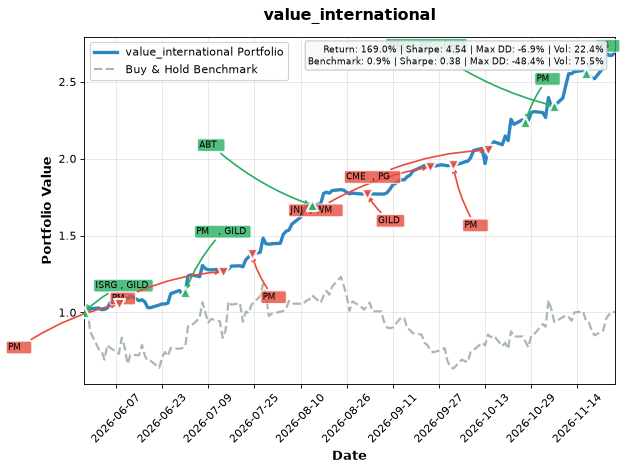 value_international
value_international Portfolio
Buy & Hold Benchmark
Return: 169.0% | Sharpe: 4.54 | Max DD: -6.9% | Vol: 22.4%
Benchmark: 0.9% | Sharpe: 0.38 | Max DD: -48.4% | Vol: 75.5%
PM
ABT
CME , PG
GILD
PM
PM , GILD
ISRG , GILD
PM
PM
PM
Portfolio Value
2.5
2.0
1.5
1.0
2026-06-07
2026-06-23
2026-07-09
2026-07-25
2026-08-10
2026-08-26
2026-09-11
2026-09-27
2026-10-13
2026-10-29
2026-11-14
Date